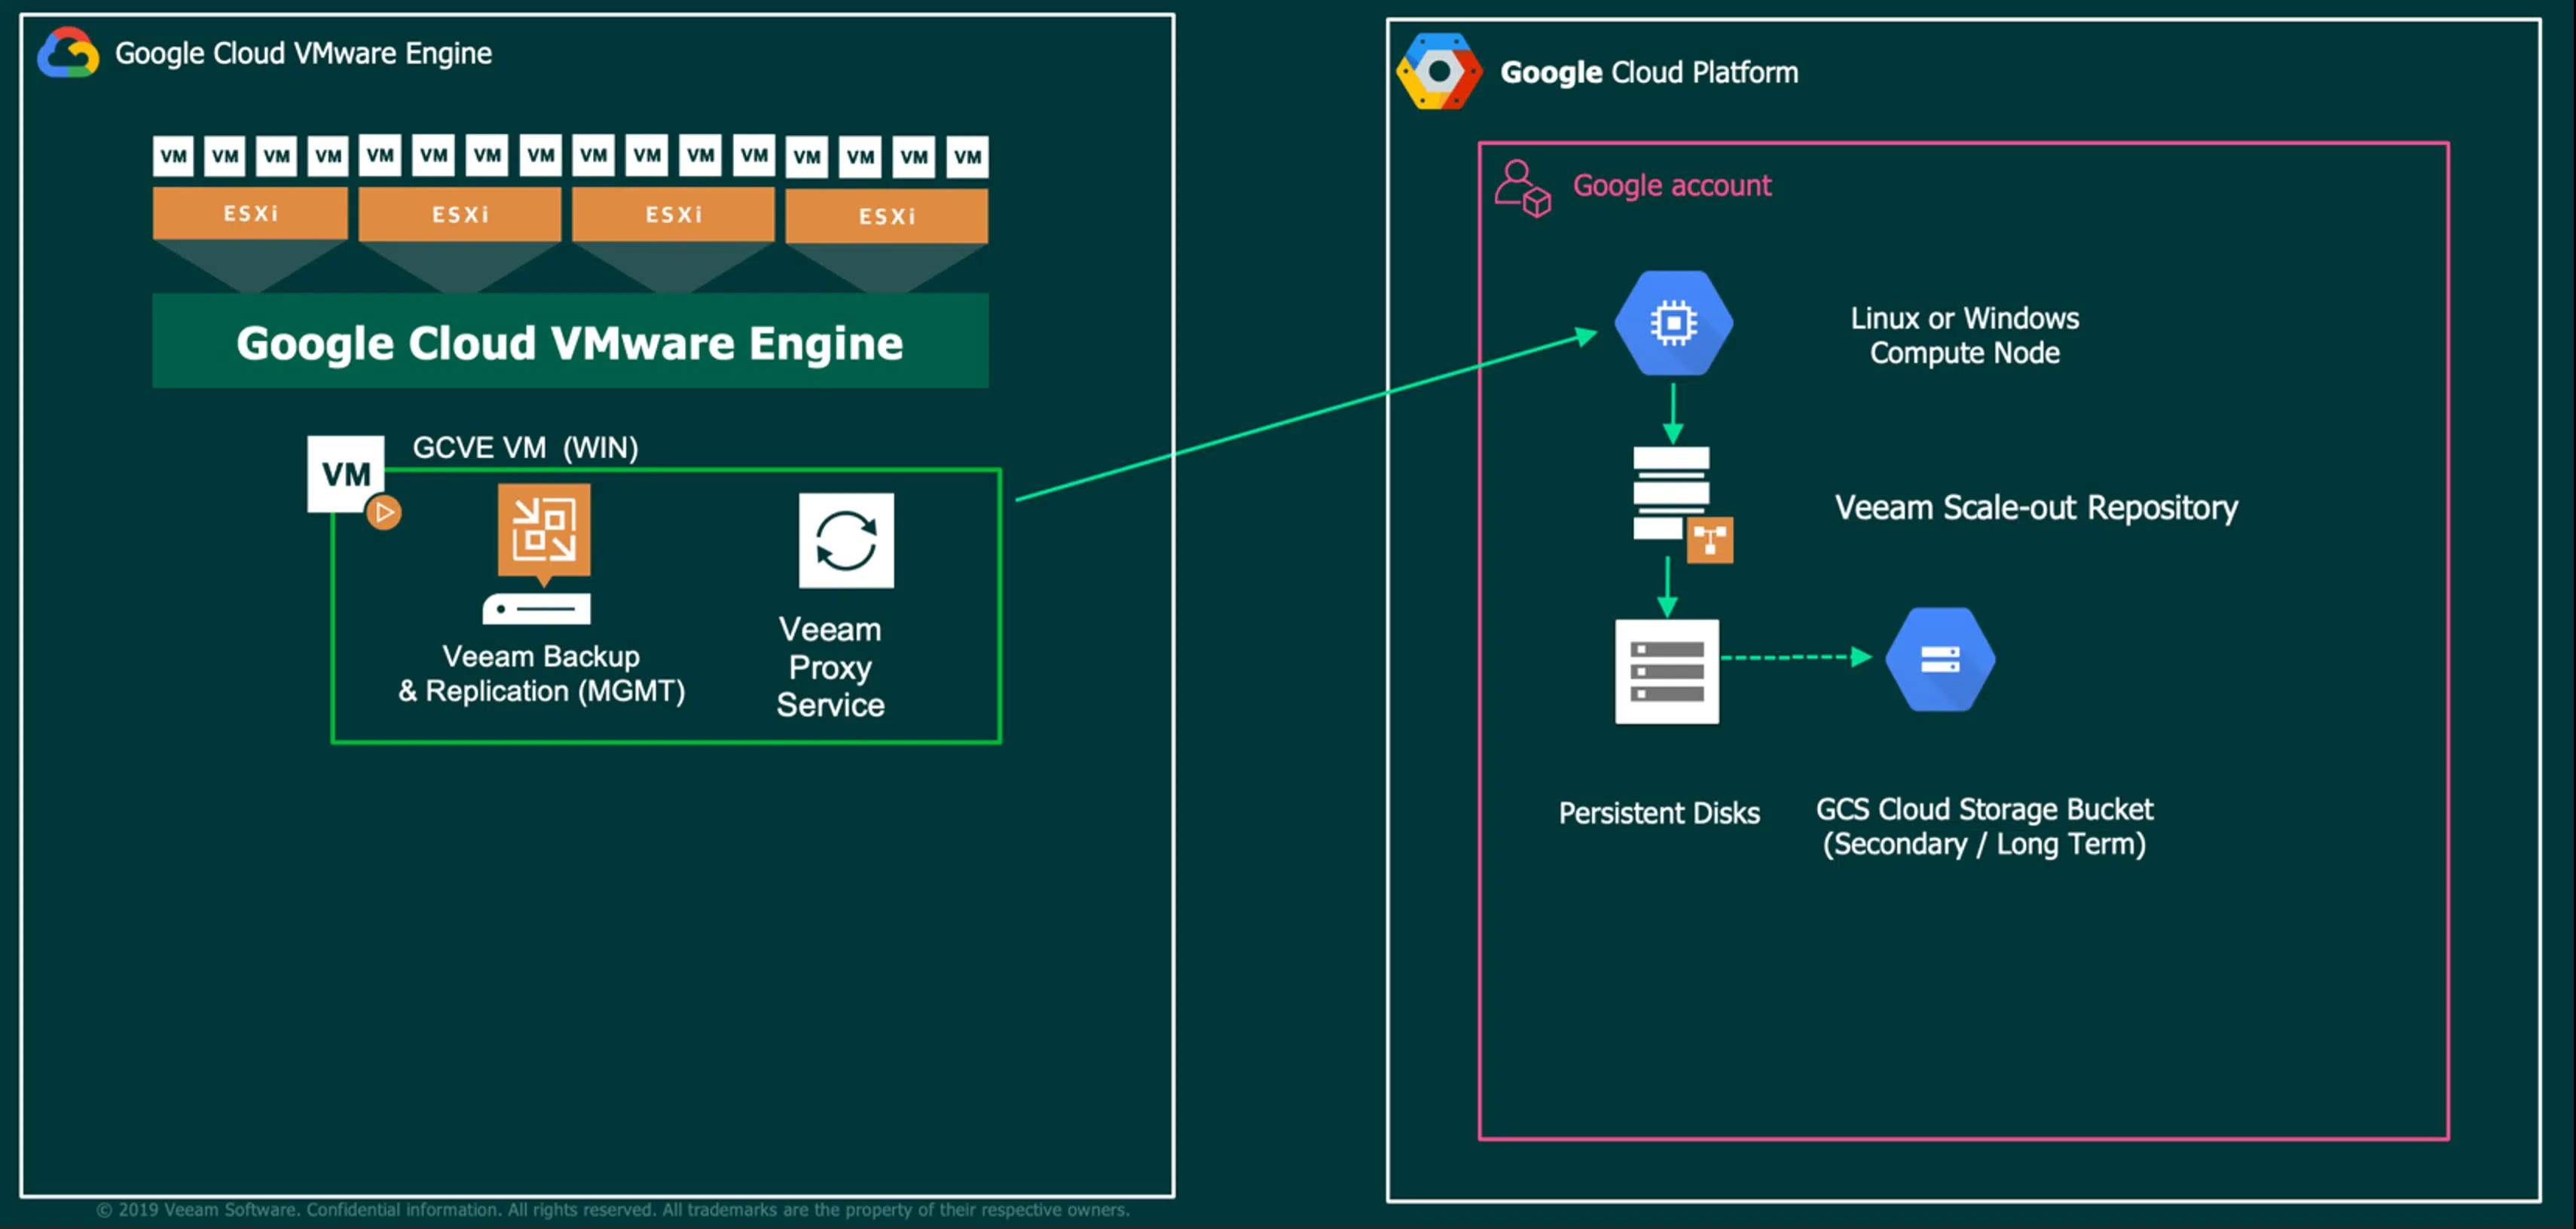 Google Cloud VMware Engine
VM VM VM VM VM VM VM VM VM VM VM VM VM VM VM VM
ESXi ESXi ESXi ESXi
Google Cloud VMware Engine
VM
GCVE VM (WIN)
Veeam Backup
& Replication (MGMT)
Veeam
Proxy
Service
Google Cloud Platform
Google account
Linux or Windows
Compute Node
Veeam Scale-out Repository
Persistent Disks
GCS Cloud Storage Bucket
(Secondary / Long Term)
© 2019 Veeam Software. Confidential information. All rights reserved. All trademarks are the property of their respective owners.